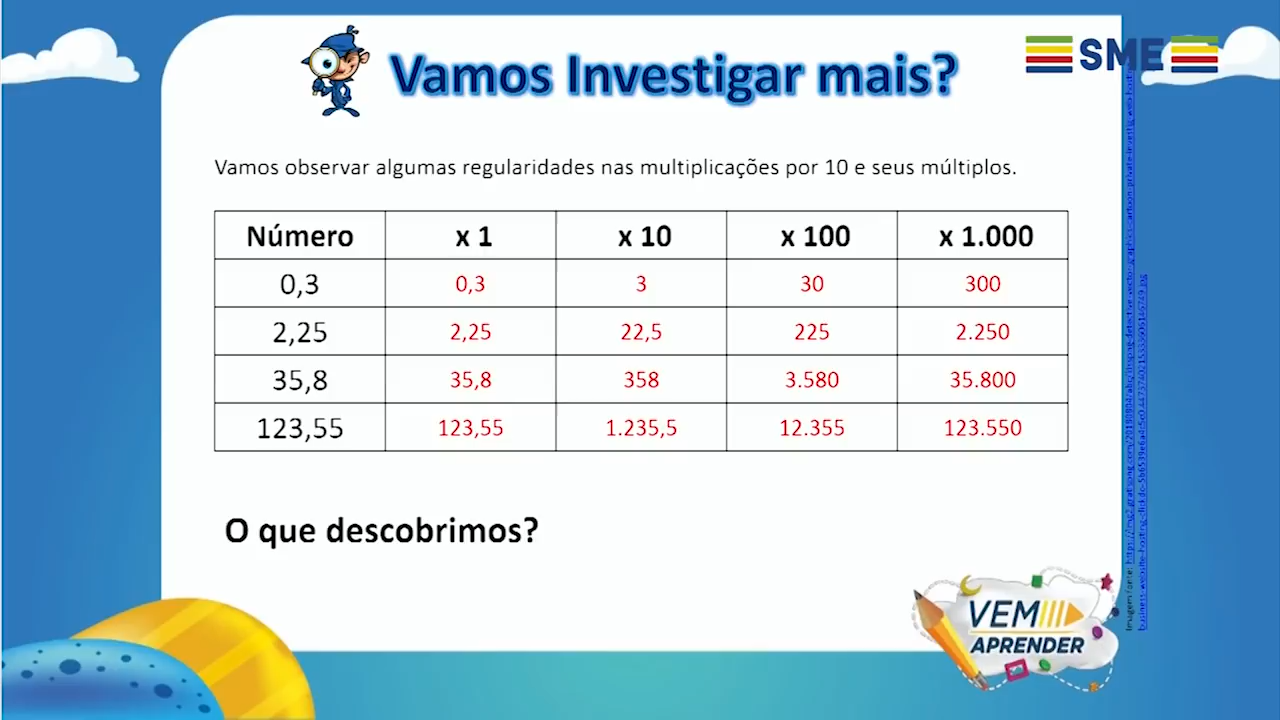 SME
Vamos Investigar mais?
Vamos observar algumas regularidades nas multiplicações por 10 e seus múltiplos.
Número x 1 x 10 x 100 x 1.000
0,3 0,3 3 30 300
2,25 2,25 22,5 225 2.250
35,8 35,8 358 3.580 35.800
123,55 123,55 1.235,5 12.355 123.550
O que descobrimos?
VEM
APRENDER
Imagem fonte: